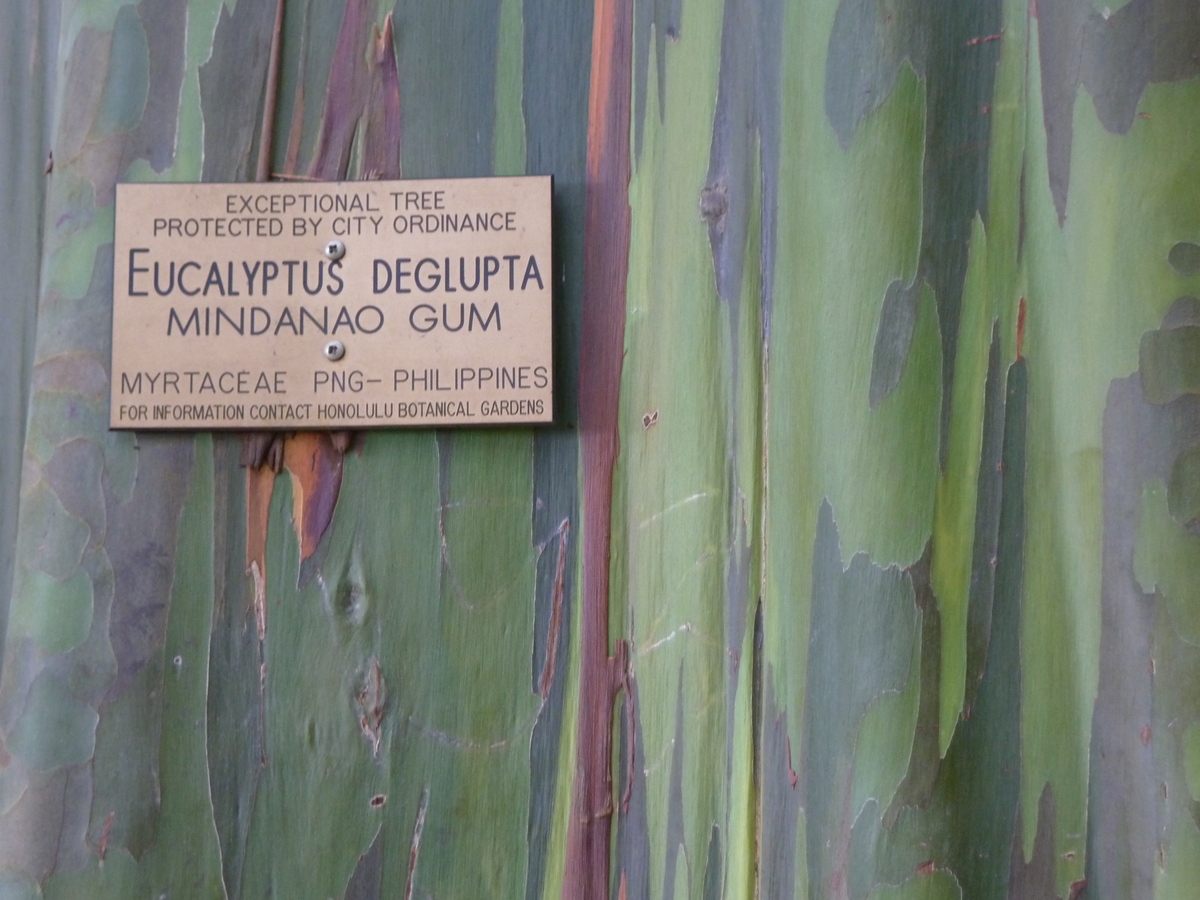 EXCEPTIONAL TREE
PROTECTED BY CITY ORDINANCE
EUCALYPTUS DEGLUPTA
MINDANAO GUM
MYRTACEAE PNG- PHILIPPINES
FOR INFORMATION CONTACT HONOLULU BOTANICAL GARDENS